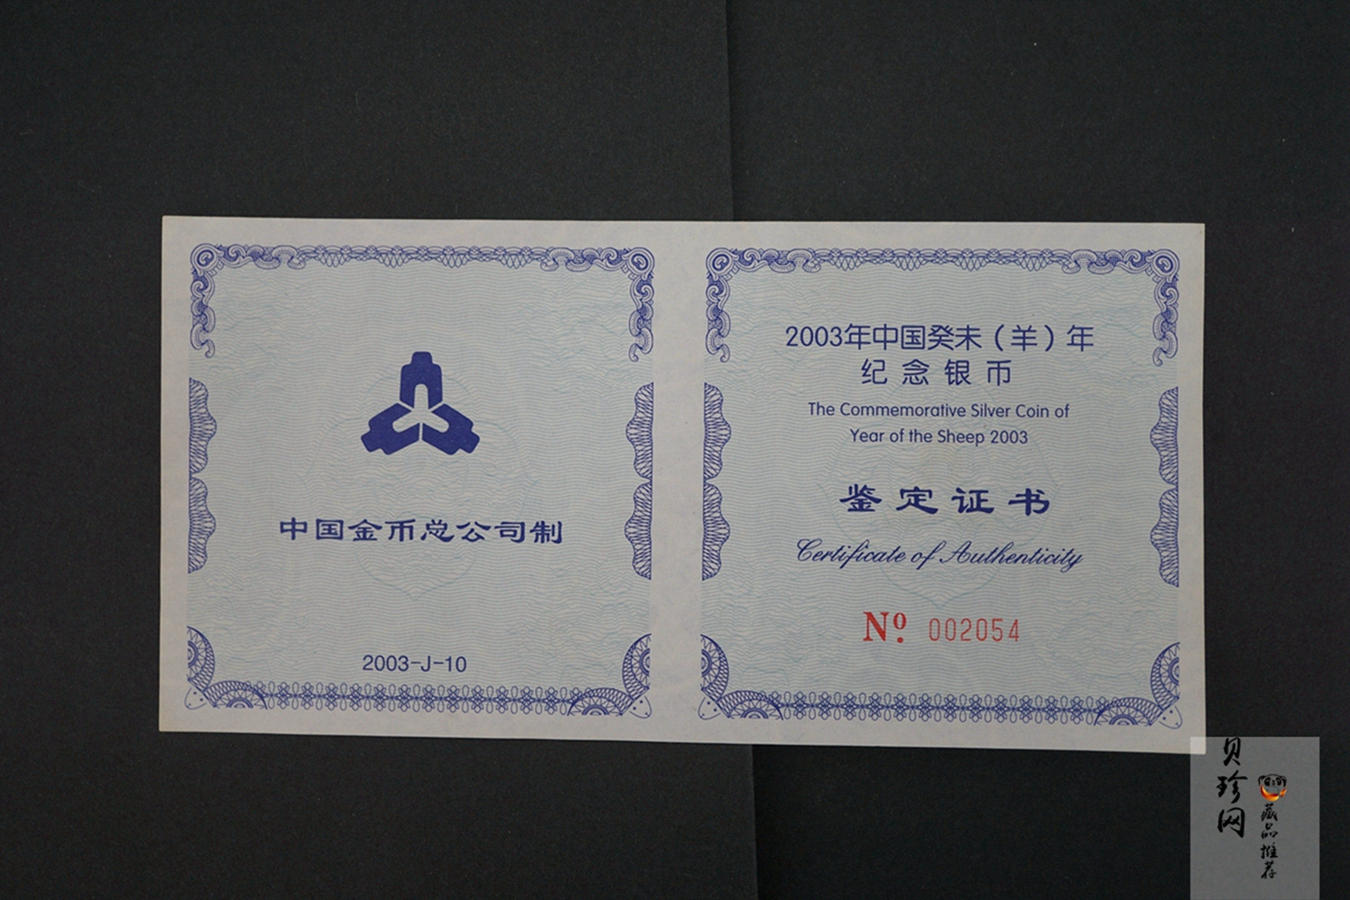 中国金币总公司制
2003-J-10
2003年中国癸未（羊）年
纪念银币
The Commemorative Silver Coin of
Year of the Sheep 2003
鉴定证书
Certificate of Authenticity
Nº. 002054
贝珍网
藏品推荐